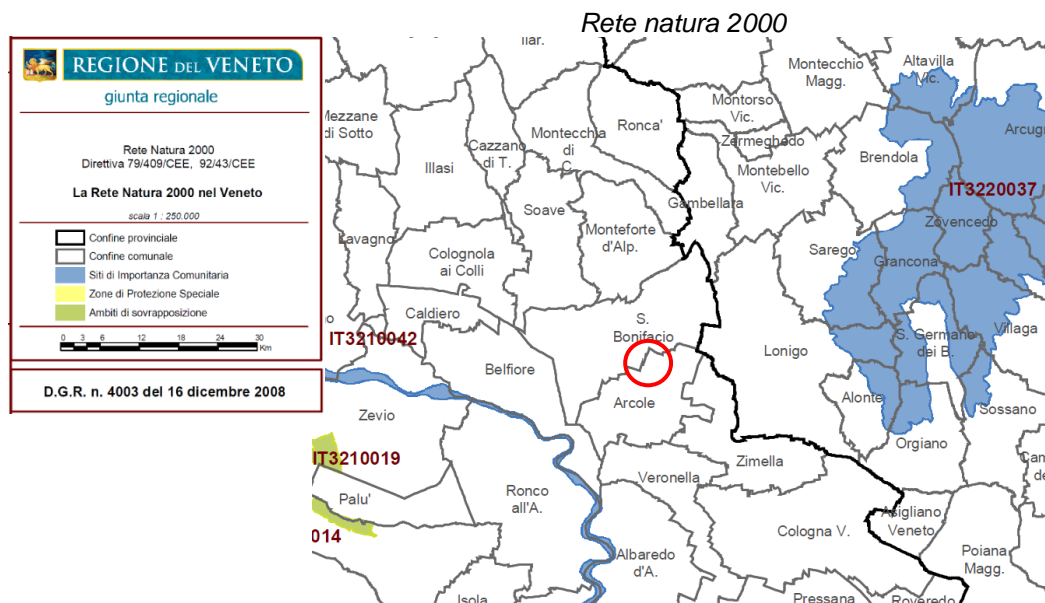 Rete natura 2000
REGIONE DEL VENETO
giunta regionale
Rete Natura 2000
Direttiva 79/409/CEE, 92/43/CEE
La Rete Natura 2000 nel Veneto
scala 1 : 250.000
Confine provinciale
Confine comunale
Siti di Importanza Comunitaria
Zone di Protezione Speciale
Ambiti di sovrapposizione
0 3 6 12 18 24 30
Km
D.G.R. n. 4003 del 16 dicembre 2008
llar.
Montecchio
Magg.
Altavilla
Vic.
Mezzane
di Sotto
Illasi
Cazzano
di T.
Montecchia
di
C.
Ronca'
Montorso
Vic.
Zermeghedo
Montebello
Vic.
Brendola
Arcugn
IT3220037
Gambellara
Soave
Monteforte
d'Alp.
Lavagno
Colognola
ai Colli
Sarego
Zovencedo
Grancona
Caldiero
IT3210042
Belfiore
S.
Bonifacio
Lonigo
S. Germano
dei B.
Villaga
Arcole
Alonte
Sossano
Orgiano
Zevio
IT3210019
Palu'
014
Ronco
all'A.
Veronella
Zimella
Cam
de
Cologna V.
Asigliano
Veneto
Albaredo
d'A.
Poiana
Magg.
Isola
Pressana
Roveredo